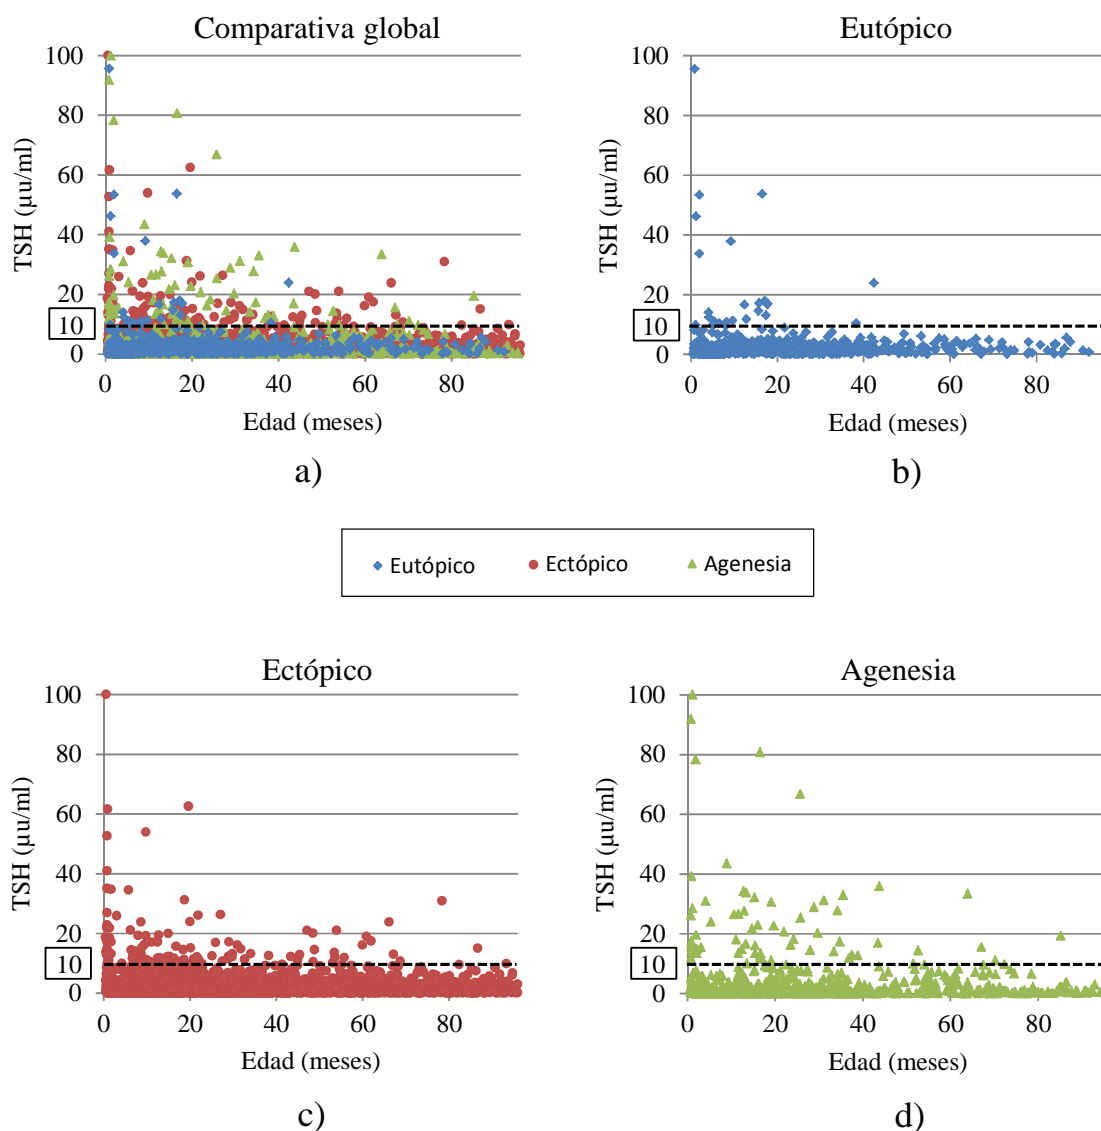 Comparativa global
100
80
60
40
20
10
0
TSH (µu/ml)
0 20 40 60 80
Edad (meses)
a)
Eutópico
100
80
60
40
20
10
0
TSH (µu/ml)
0 20 40 60 80
Edad (meses)
b)
Eutópico Ectópico Agenesia
Ectópico
100
80
60
40
20
10
0
TSH (µu/ml)
0 20 40 60 80
Edad (meses)
c)
Agenesia
100
80
60
40
20
10
0
TSH (µu/ml)
0 20 40 60 80
Edad (meses)
d)